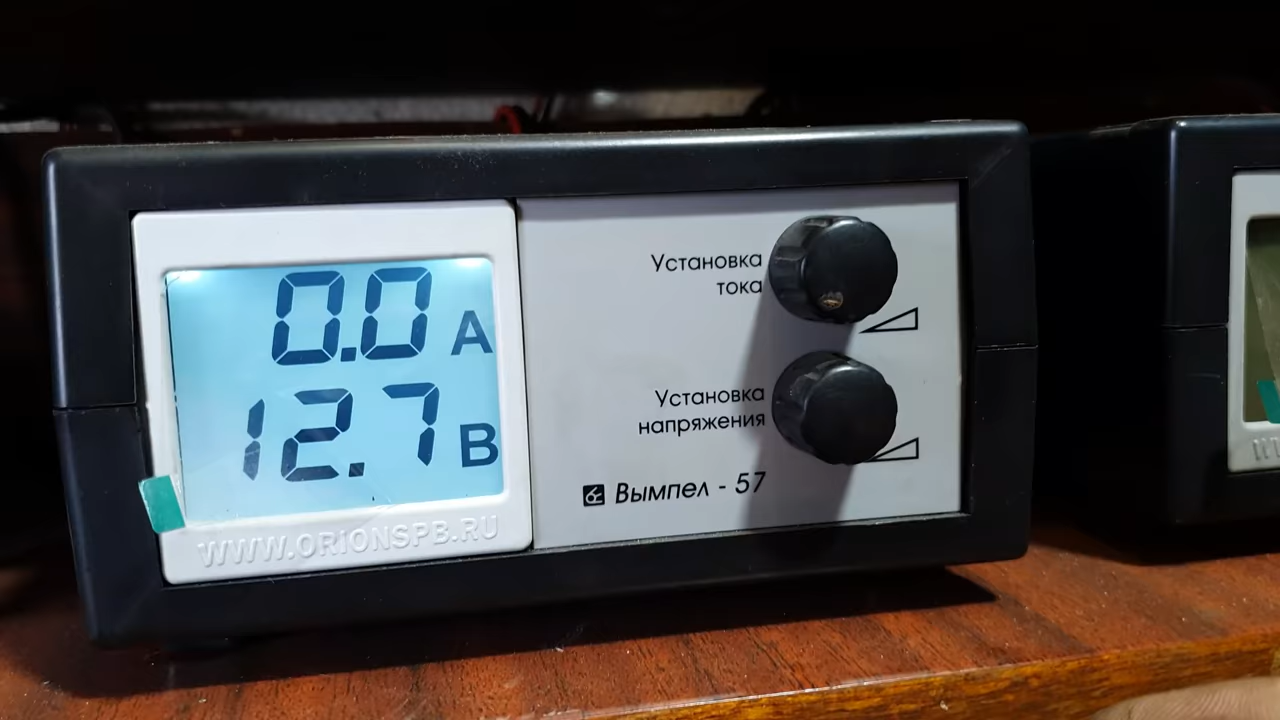 0.0 А
12.7 В
WWW.ORIONSPB.RU
Установка
тока
Установка
напряжения
Вымпел - 57